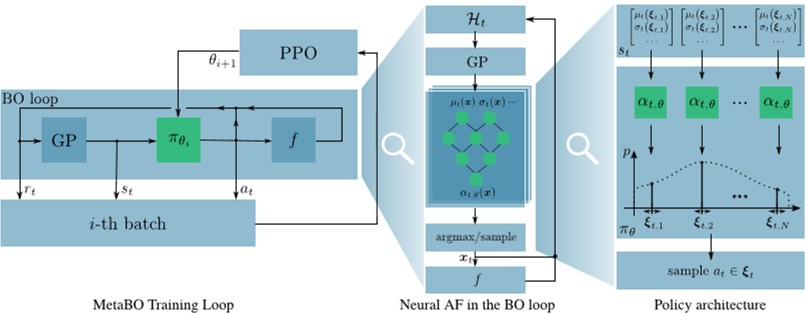 PPO
θ_{i+1}
BO loop
GP
π_{θ_i}
f
r_t
s_t
a_t
i-th batch
MetaBO Training Loop
ℋ_t
GP
μ_t(x) σ_t(x) ···
α_{t,θ}(x)
argmax/sample
x_t
f
Neural AF in the BO loop
[μ_t(ξ_{t,1}) [μ_t(ξ_{t,2}) [μ_t(ξ_{t,N})
σ_t(ξ_{t,1}) σ_t(ξ_{t,2}) ··· σ_t(ξ_{t,N})
···] ···] ···]
s_t
α_{t,θ} α_{t,θ} ··· α_{t,θ}
p
···
π_θ ξ_{t,1} ξ_{t,2} ξ_{t,N}
sample a_t ∈ ξ_t
Policy architecture